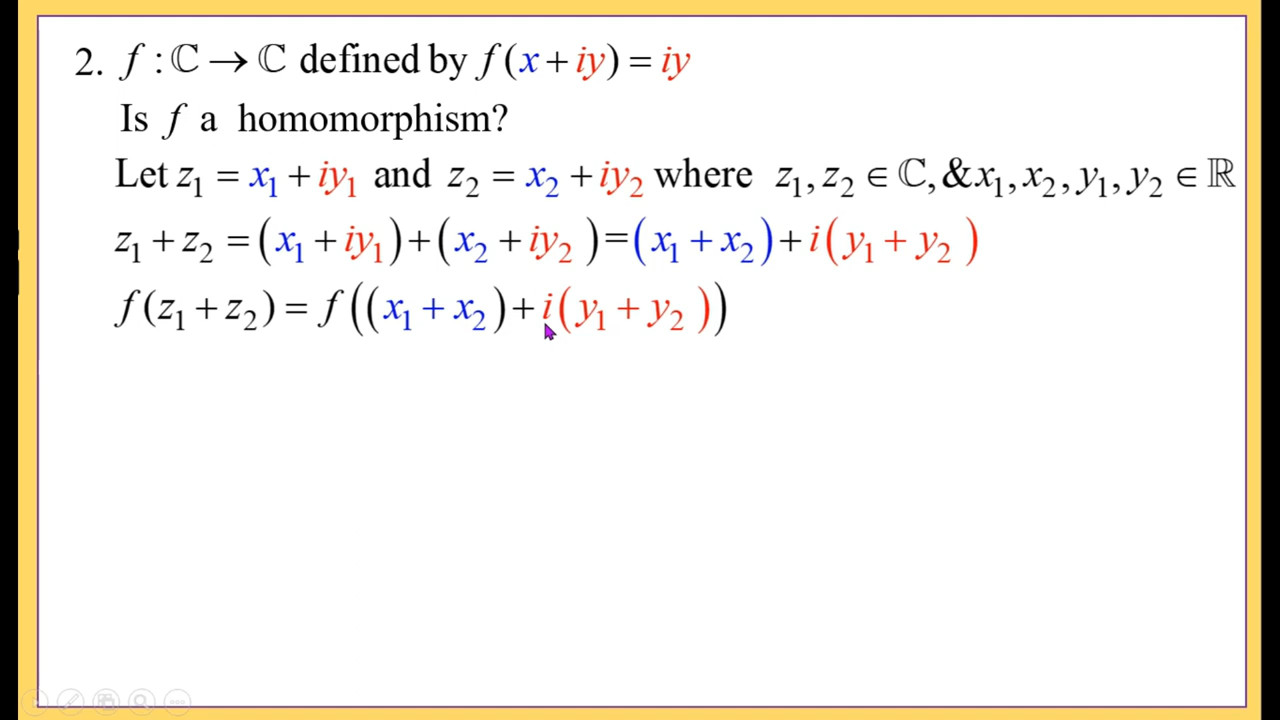 2. f : ℂ → ℂ defined by f(x + iy) = iy
Is f a homomorphism?
Let z₁ = x₁ + iy₁ and z₂ = x₂ + iy₂ where z₁, z₂ ∈ ℂ, & x₁, x₂, y₁, y₂ ∈ ℝ
z₁ + z₂ = (x₁ + iy₁) + (x₂ + iy₂) = (x₁ + x₂) + i(y₁ + y₂)
f(z₁ + z₂) = f((x₁ + x₂) + i(y₁ + y₂))